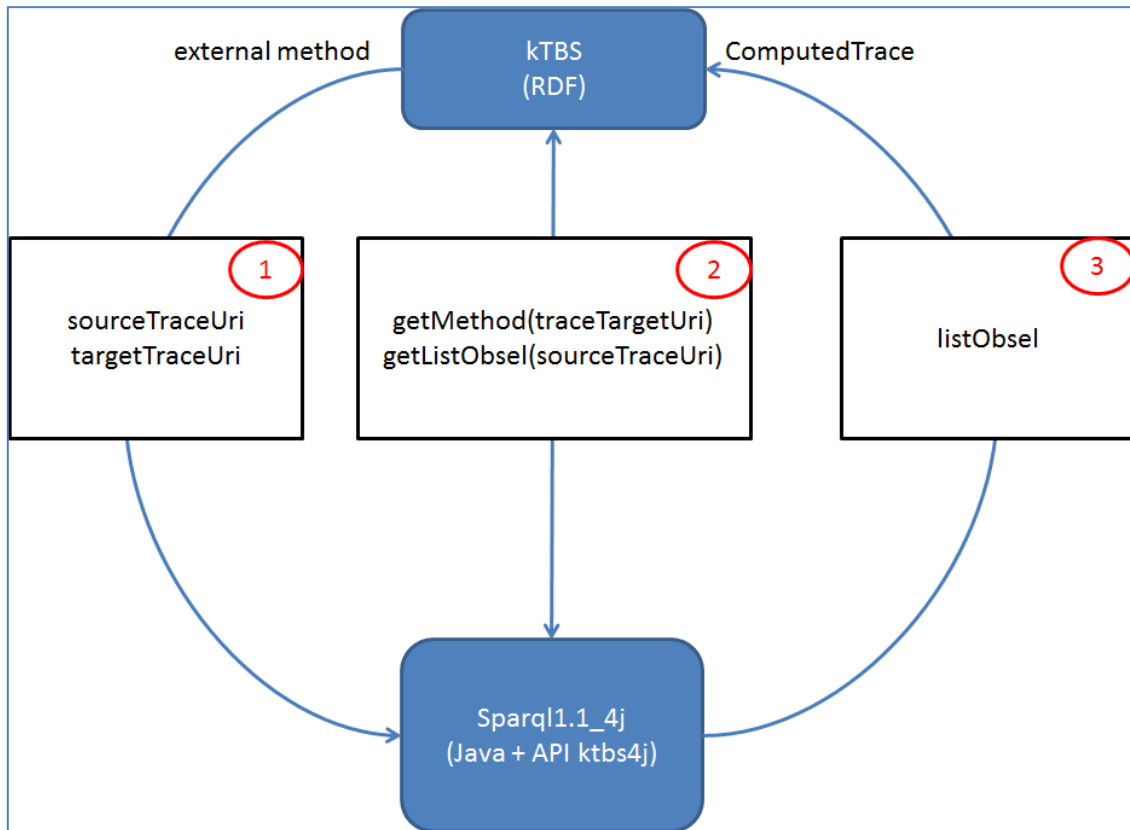 external method
kTBS
(RDF)
ComputedTrace
1
sourceTraceUri
targetTraceUri
2
getMethod(traceTargetUri)
getListObsel(sourceTraceUri)
3
listObsel
Sparql1.1_4j
(Java + API ktbs4j)